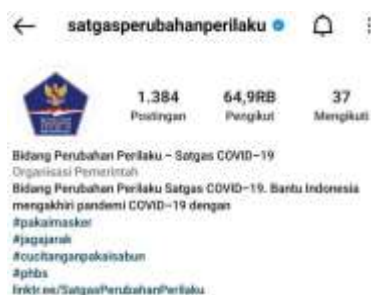 satgasperubahanperilaku
1.384 64,9RB 37
Postingan Pengikut Mengikuti
Bidang Perubahan Perilaku – Satgas COVID–19
Organisasi Pemerintah
Bidang Perubahan Perilaku Satgas COVID–19. Bantu Indonesia
mengakhiri pandemi COVID–19 dengan
#pakaimasker
#jagajarak
#cucitanganpakaisabun
#phbs
linktr.ee/SatgasPerubahanPerilaku